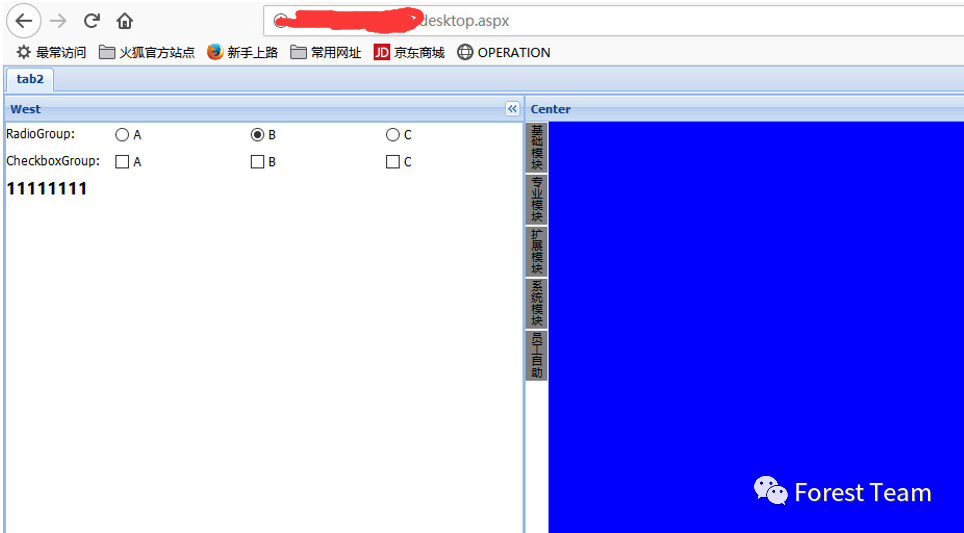 desktop.aspx
最常访问 火狐官方站点 新手上路 常用网址 JD 京东商城 OPERATION
tab2
West
Center
RadioGroup: A B C
CheckboxGroup: A B C
11111111
基础模块
专业模块
扩展模块
系统模块
员工自助
Forest Team